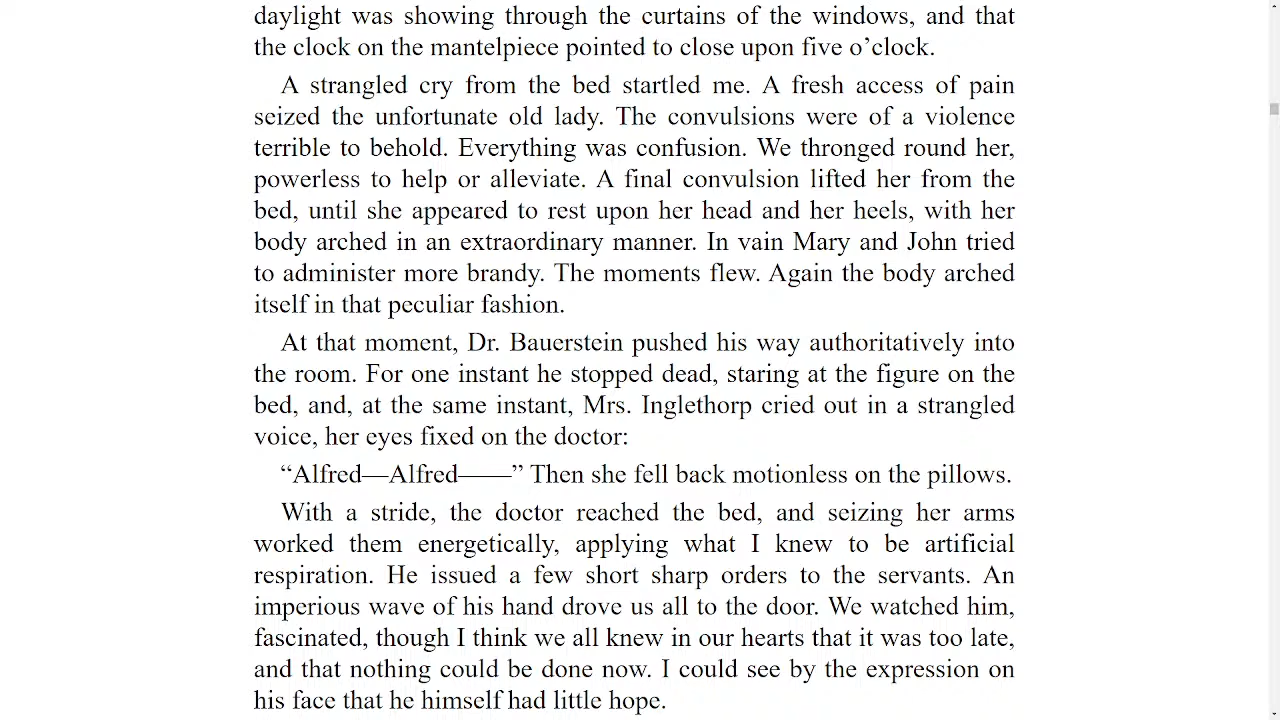 daylight was showing through the curtains of the windows, and that
the clock on the mantelpiece pointed to close upon five o’clock.
A strangled cry from the bed startled me. A fresh access of pain
seized the unfortunate old lady. The convulsions were of a violence
terrible to behold. Everything was confusion. We thronged round her,
powerless to help or alleviate. A final convulsion lifted her from the
bed, until she appeared to rest upon her head and her heels, with her
body arched in an extraordinary manner. In vain Mary and John tried
to administer more brandy. The moments flew. Again the body arched
itself in that peculiar fashion.
At that moment, Dr. Bauerstein pushed his way authoritatively into
the room. For one instant he stopped dead, staring at the figure on the
bed, and, at the same instant, Mrs. Inglethorp cried out in a strangled
voice, her eyes fixed on the doctor:
“Alfred—Alfred——” Then she fell back motionless on the pillows.
With a stride, the doctor reached the bed, and seizing her arms
worked them energetically, applying what I knew to be artificial
respiration. He issued a few short sharp orders to the servants. An
imperious wave of his hand drove us all to the door. We watched him,
fascinated, though I think we all knew in our hearts that it was too late,
and that nothing could be done now. I could see by the expression on
his face that he himself had little hope.